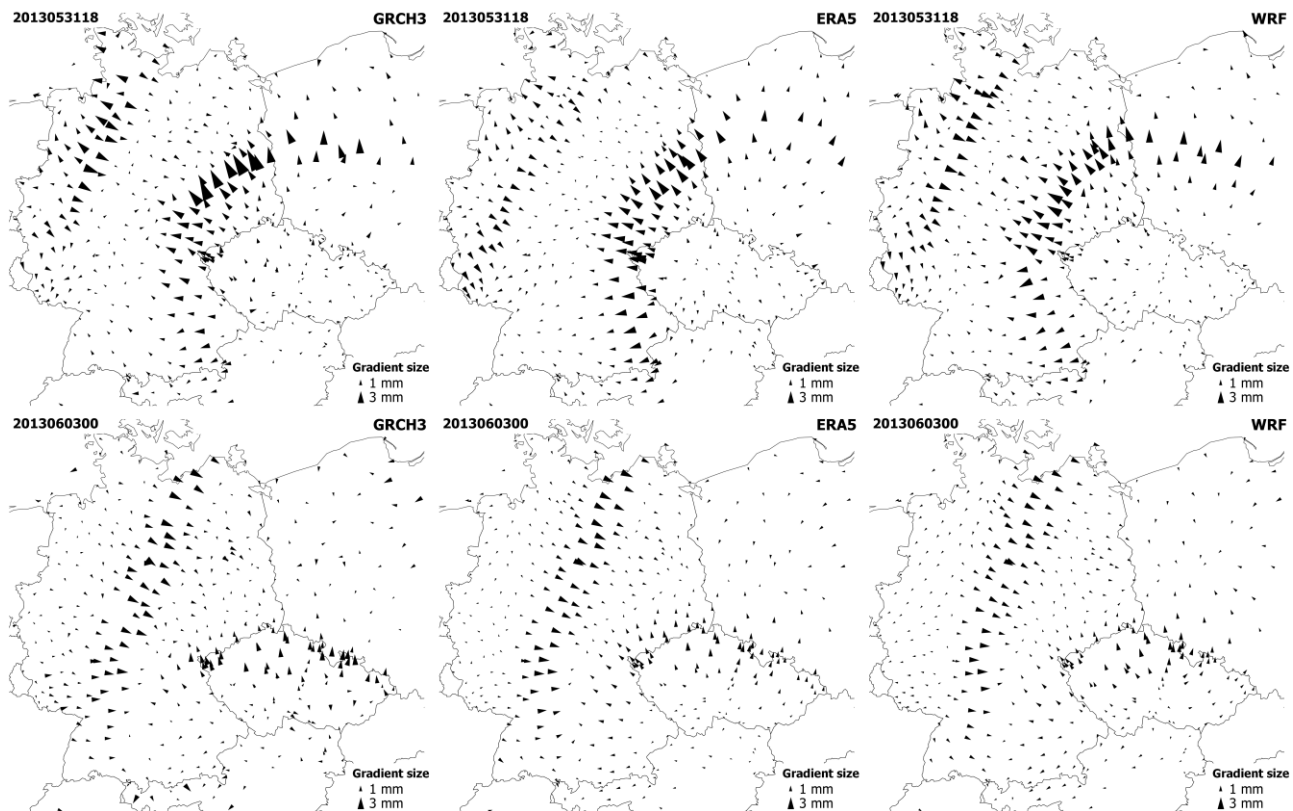 2013053118 GRCH3
Gradient size
1 mm
3 mm
2013053118 ERA5
Gradient size
1 mm
3 mm
2013053118 WRF
Gradient size
1 mm
3 mm
2013060300 GRCH3
Gradient size
1 mm
3 mm
2013060300 ERA5
Gradient size
1 mm
3 mm
2013060300 WRF
Gradient size
1 mm
3 mm